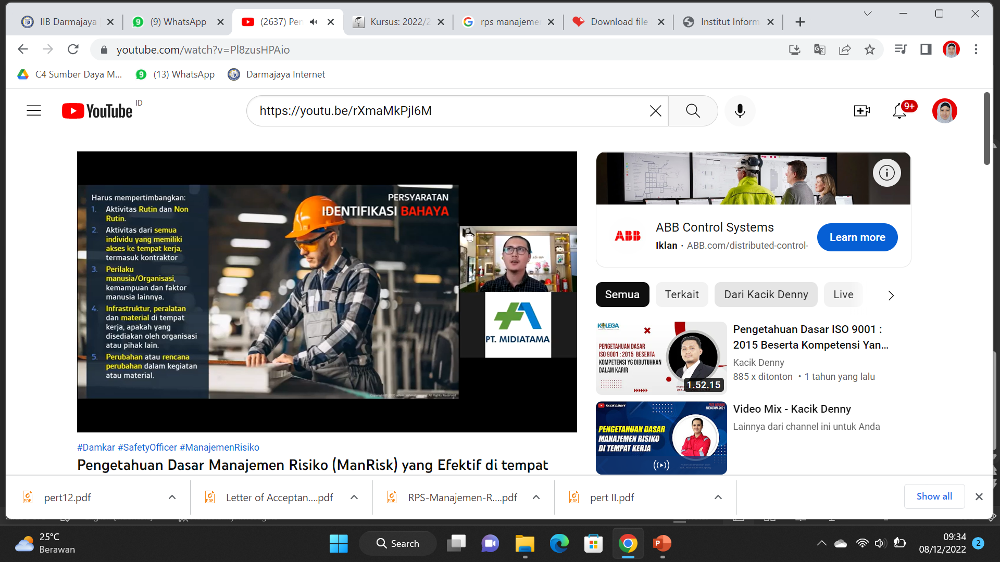 IIB Darmajaya
(9) WhatsApp
(2637) Pen
Kursus: 2022/2
rps manajemen
Download file
Institut Inform
youtube.com/watch?v=Pl8zusHPAio
C4 Sumber Daya M...
(13) WhatsApp
Darmajaya Internet
YouTube ID
https://youtu.be/rXmaMkPjl6M
9+
Harus mempertimbangkan:
1. Aktivitas Rutin dan Non
Rutin.
2. Aktivitas dari semua
individu yang memiliki
akses ke tempat kerja,
termasuk kontraktor
3. Perilaku
manusia/Organisasi,
kemampuan dan faktor
manusia lainnya.
4. Infrastruktur, peralatan
dan material di tempat
kerja, apakah yang
disediakan oleh organisasi
atau pihak lain.
5. Perubahan atau rencana
perubahan dalam kegiatan
atau material.
PERSYARATAN
IDENTIFIKASI BAHAYA
PT. MIDIATAMA
#Damkar #SafetyOfficer #ManajemenRisiko
Pengetahuan Dasar Manajemen Risiko (ManRisk) yang Efektif di tempat
ABB
ABB Control Systems
Iklan · ABB.com/distributed-control-
Learn more
Semua
Terkait
Dari Kacik Denny
Live
KOLEGA
PENGETAHUAN DASAR
ISO 9001 : 2015 BESERTA
KOMPETENSI YG DIBUTUHKAN
DALAM KARIR
1.52.15
Pengetahuan Dasar ISO 9001 :
2015 Beserta Kompetensi Yan...
Kacik Denny
885 x ditonton • 1 tahun yang lalu
KACIK DENNY
FREE WEBINAR
MIDIATAMA 2021
PENGETAHUAN DASAR
MANAJEMEN RISIKO
DI TEMPAT KERJA
Video Mix - Kacik Denny
Lainnya dari channel ini untuk Anda
pert12.pdf
Letter of Acceptan....pdf
RPS-Manajemen-R....pdf
pert II.pdf
Show all
25°C
Berawan
Search
09:34
08/12/2022
2